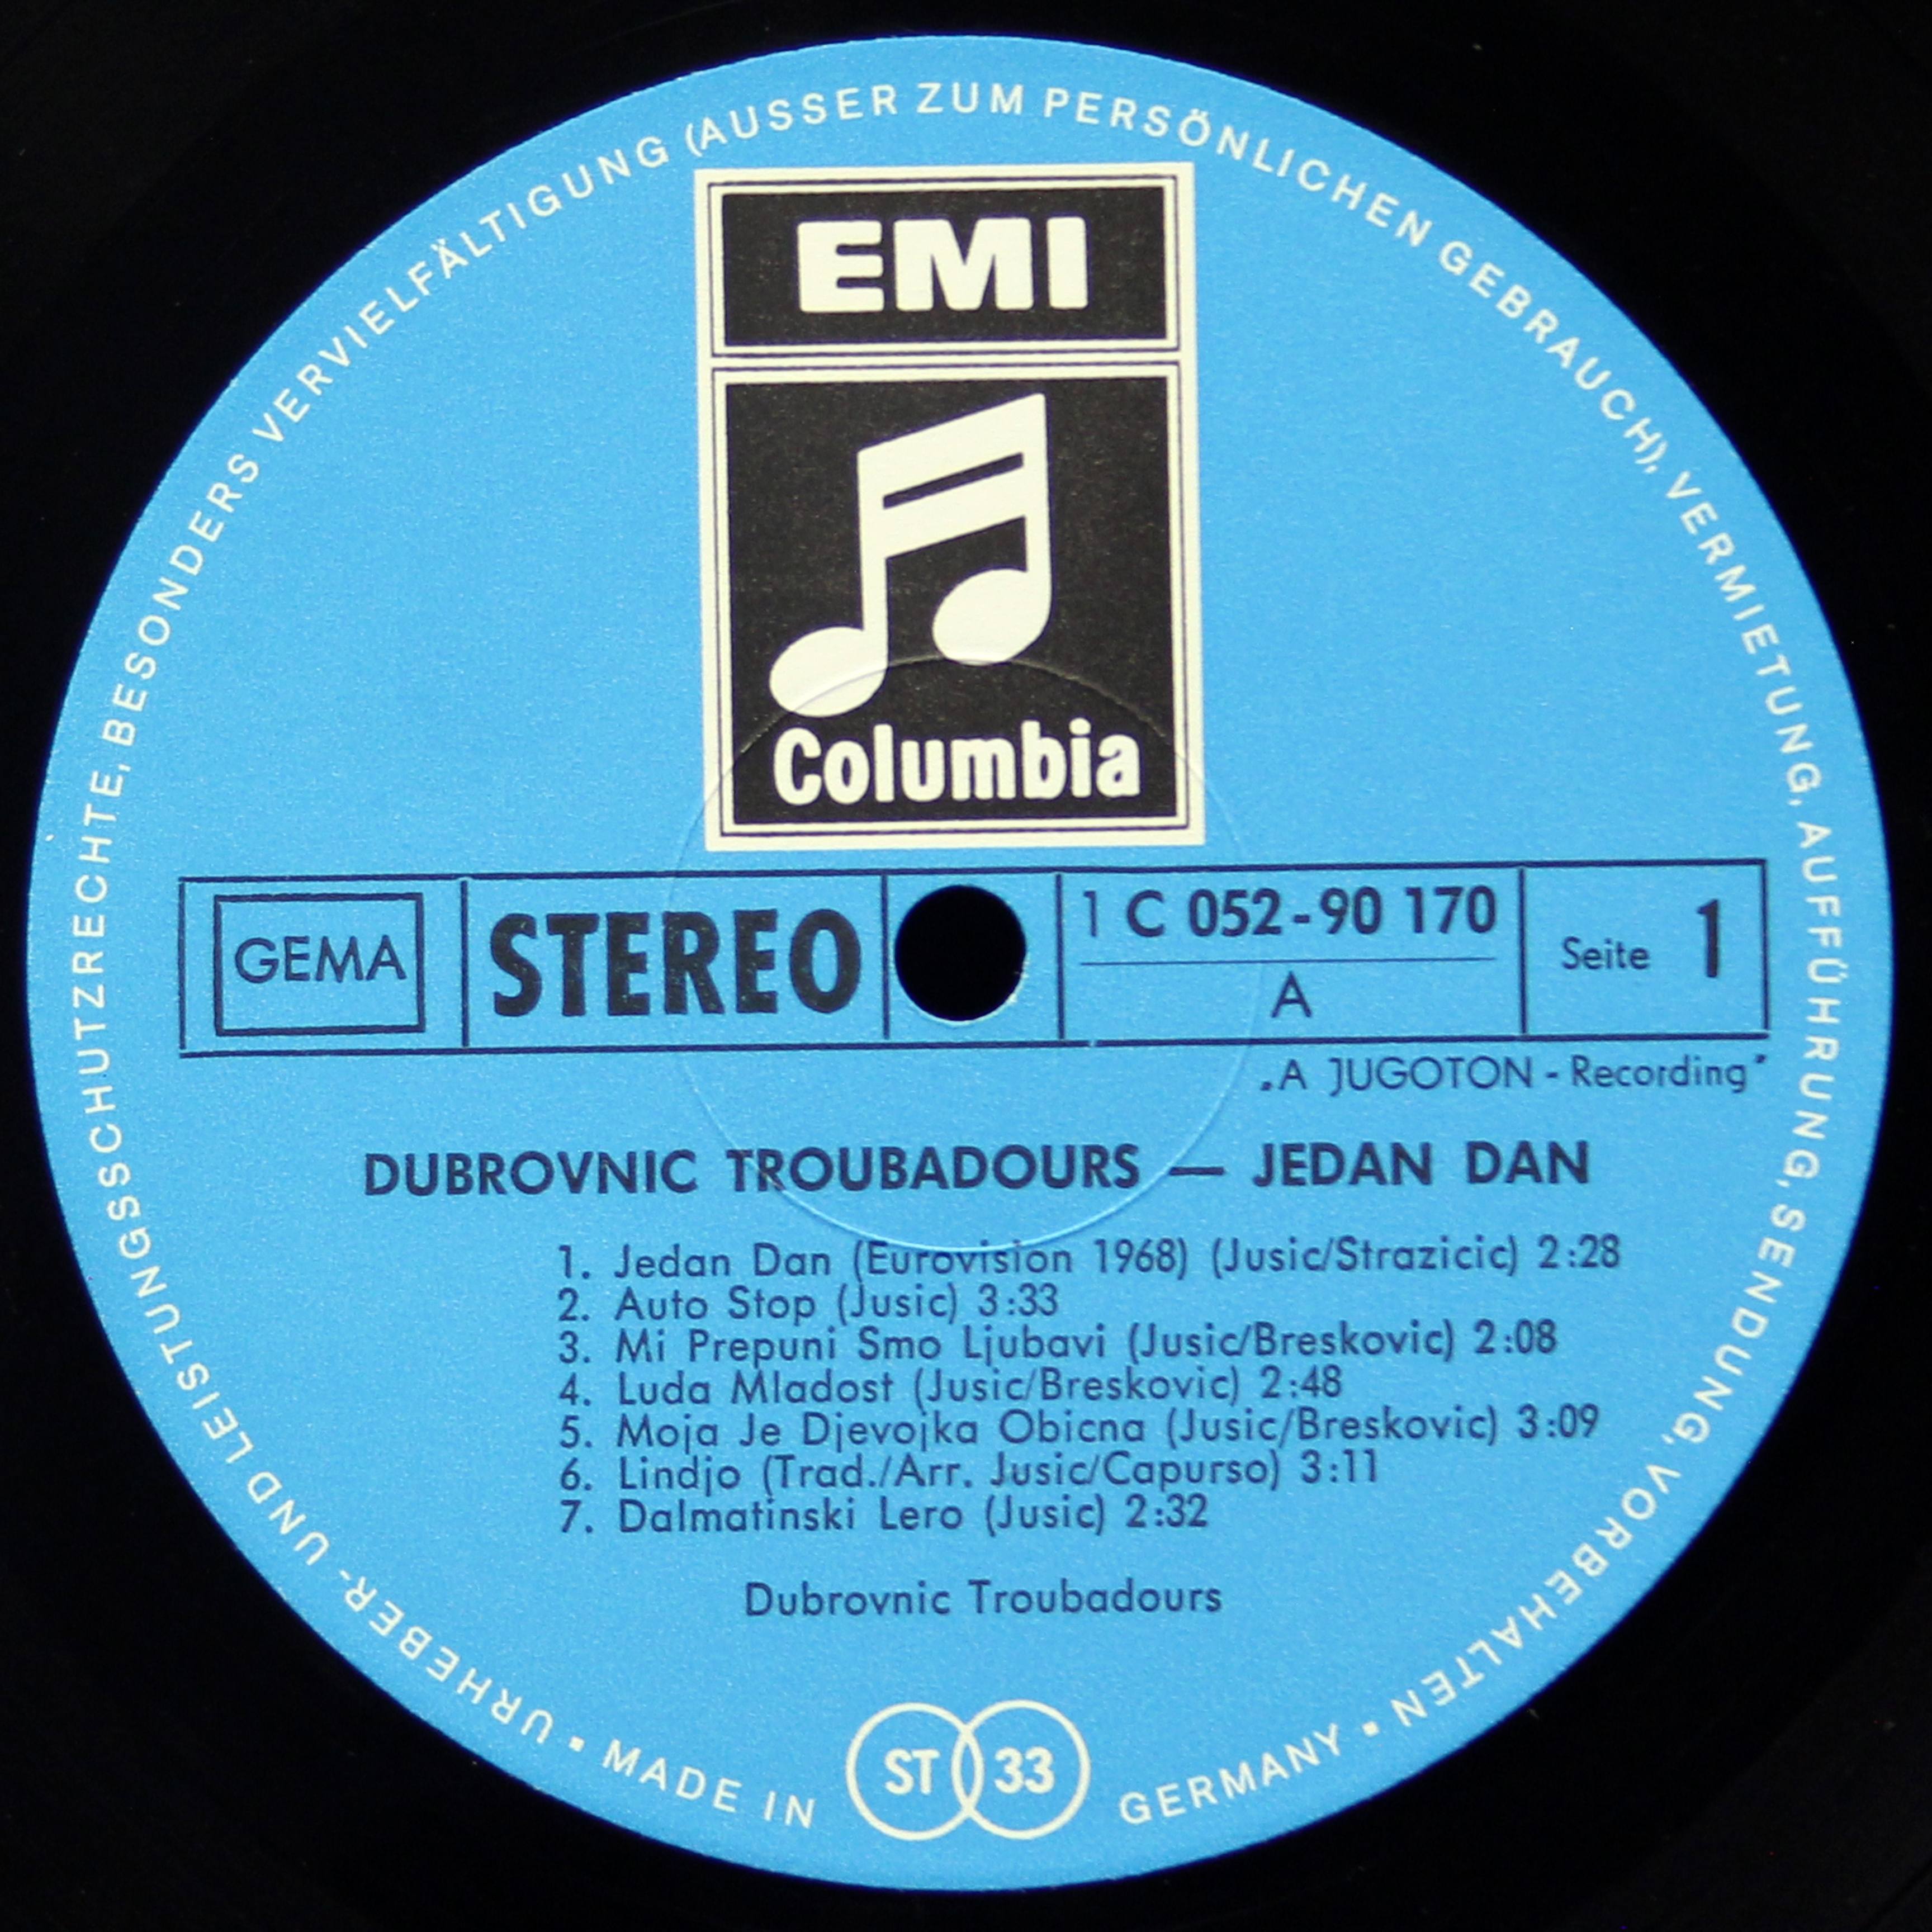 EMI
Columbia
GEMA
STEREO
1 C 052-90 170
A
Seite 1
„A JUGOTON - Recording"
DUBROVNIC TROUBADOURS — JEDAN DAN
1. Jedan Dan (Eurovision 1968) (Jusic/Strazicic) 2:28
2. Auto Stop (Jusic) 3:33
3. Mi Prepuni Smo Ljubavi (Jusic/Breskovic) 2:08
4. Luda Mladost (Jusic/Breskovic) 2:48
5. Moja Je Djevojka Obicna (Jusic/Breskovic) 3:09
6. Lindjo (Trad./Arr. Jusic/Capurso) 3:11
7. Dalmatinski Lero (Jusic) 2:32
Dubrovnic Troubadours
ST 33
URHEBER- UND LEISTUNGSSCHUTZRECHTE, BESONDERS VERVIELFÄLTIGUNG (AUSSER ZUM PERSÖNLICHEN GEBRAUCH), VERMIETUNG, AUFFÜHRUNG, SENDUNG, VORBEHALTEN ▪
MADE IN GERMANY ▪